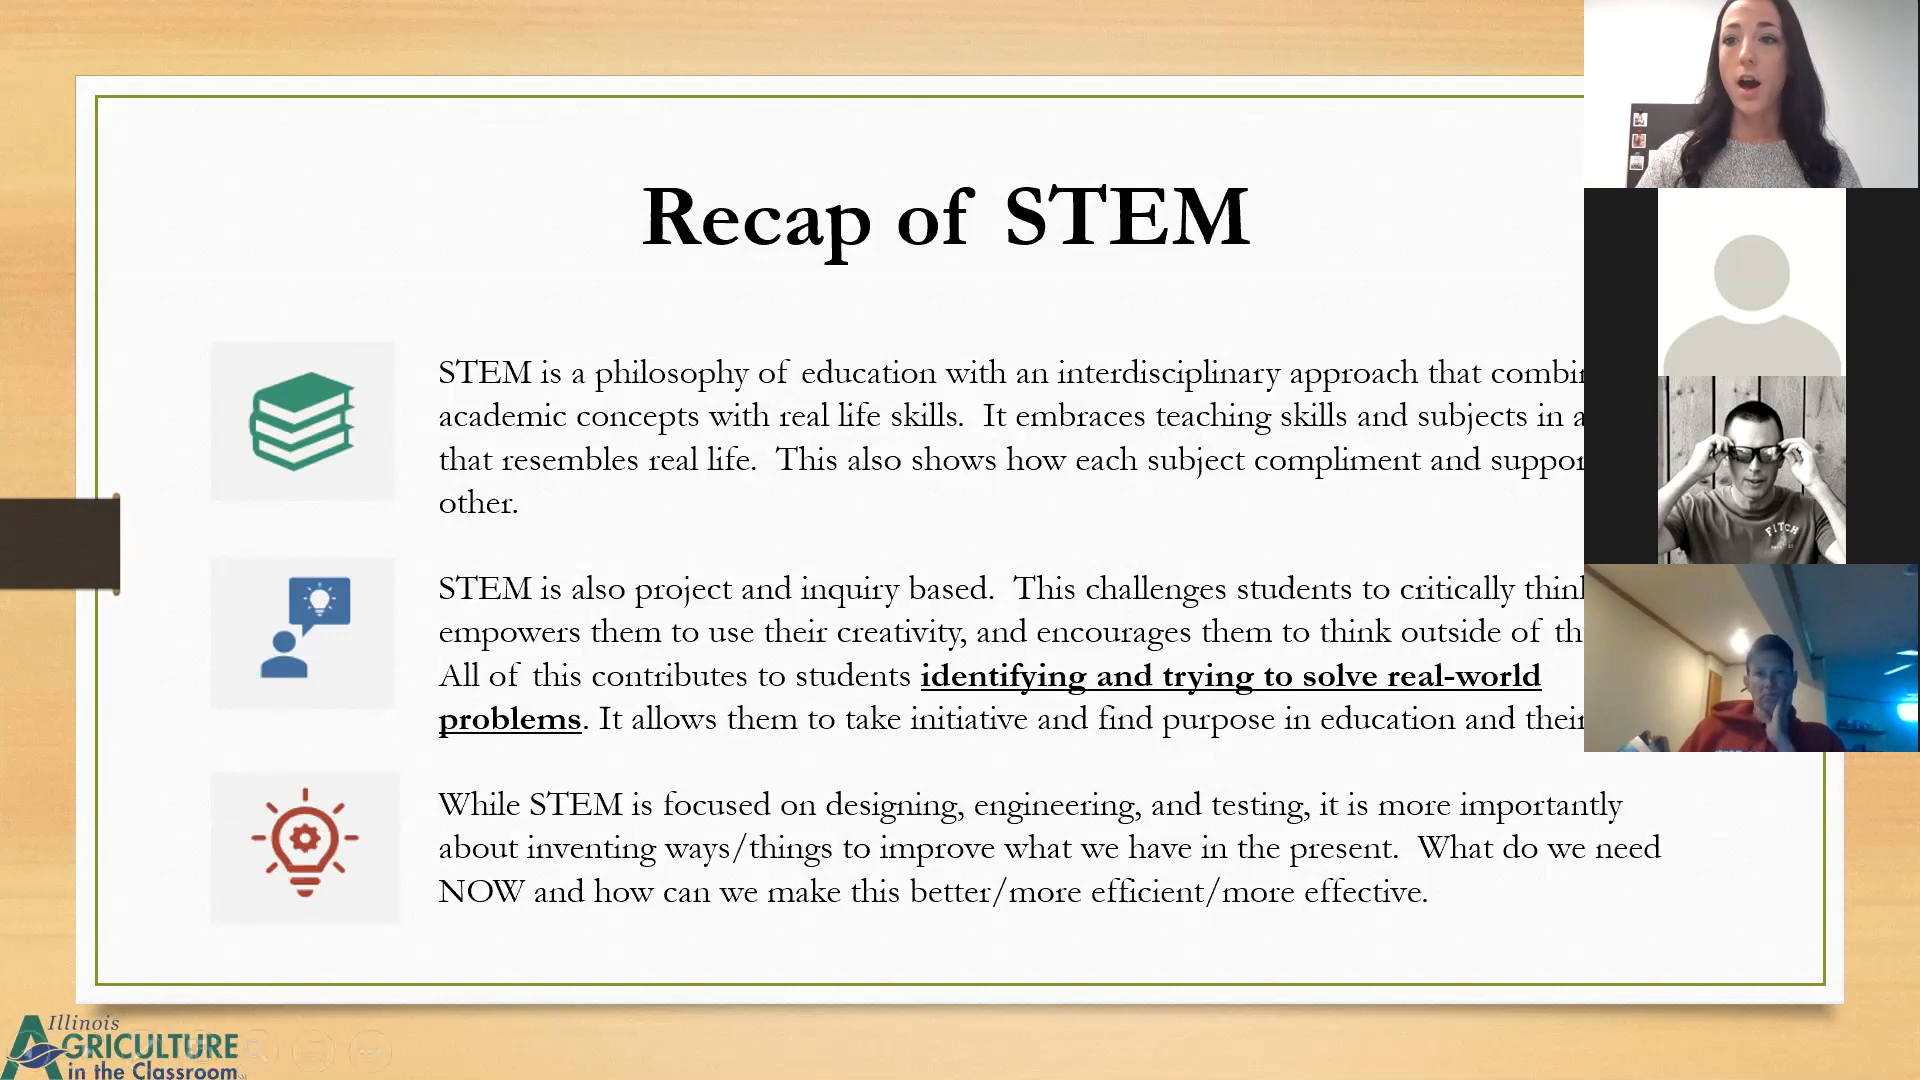 Recap of STEM
STEM is a philosophy of education with an interdisciplinary approach that
academic concepts with real life skills. It embraces teaching skills and subjects in
that resembles real life. This also shows how each subject compliment and
other.
STEM is also project and inquiry based. This challenges students to critically
empowers them to use their creativity, and encourages them to think outside of
All of this contributes to students identifying and trying to solve real-world
problems. It allows them to take initiative and find purpose in education and their
While STEM is focused on designing, engineering, and testing, it is more importantly
about inventing ways/things to improve what we have in the present. What do we need
NOW and how can we make this better/more efficient/more effective.
FITCH
Illinois
AGRICULTURE
in the Classroom